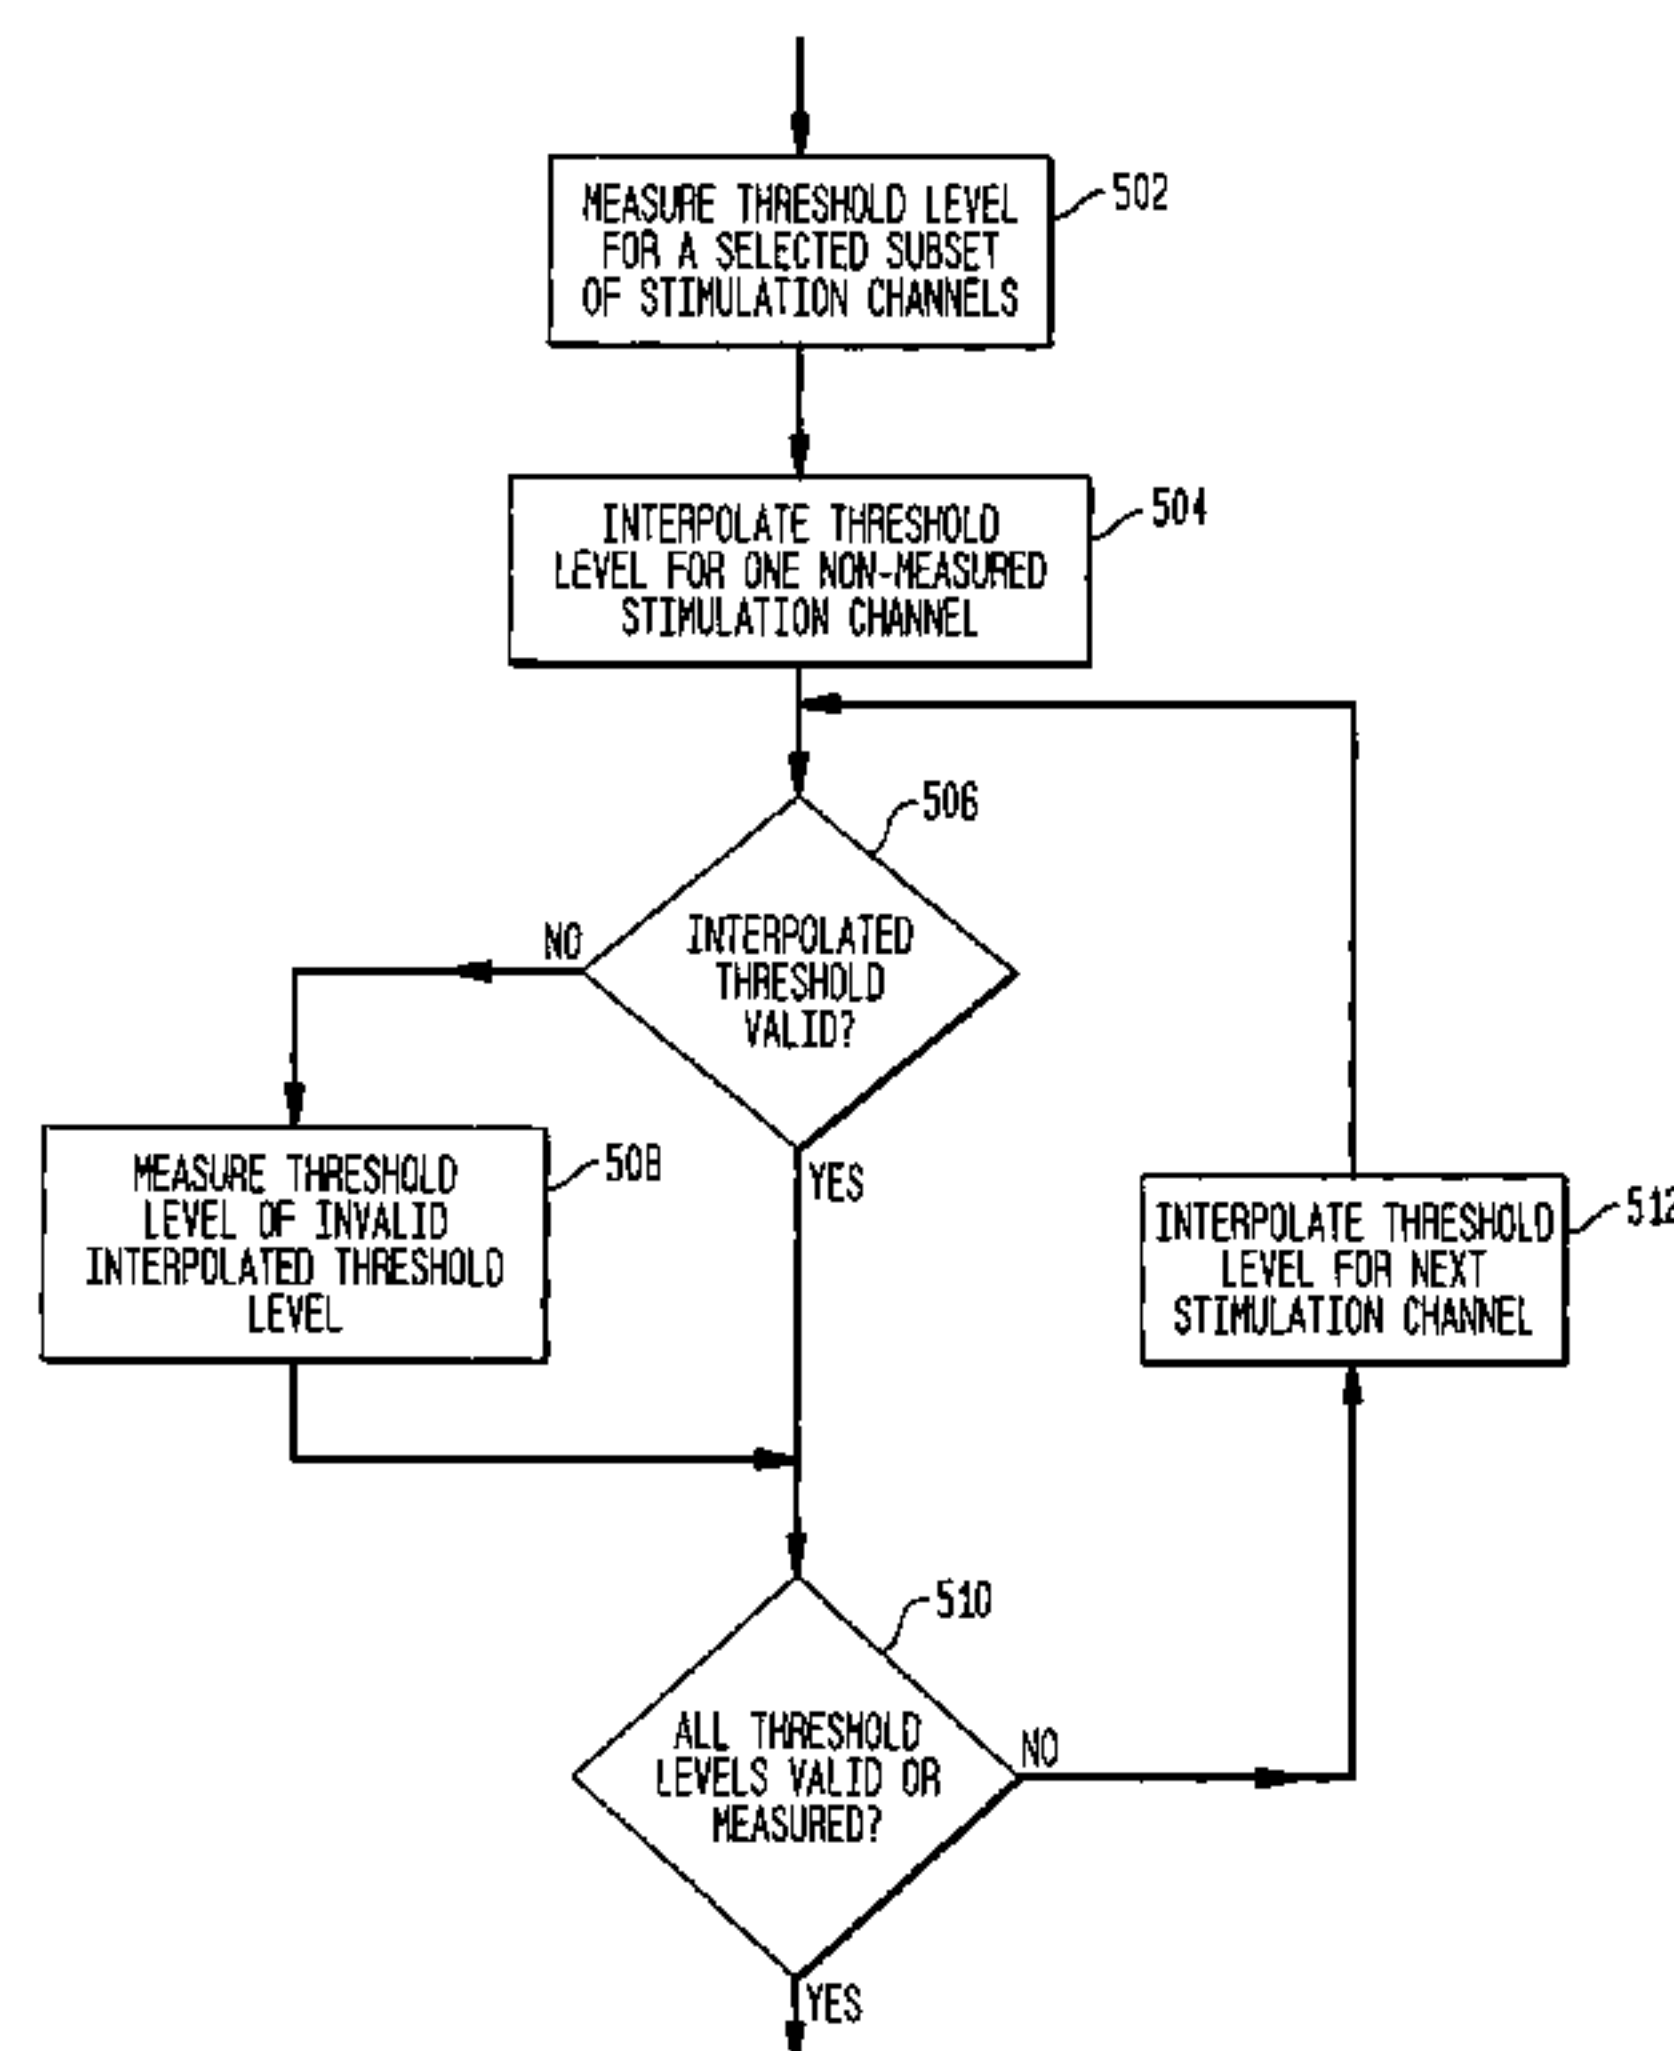 MEASURE THRESHOLD LEVEL
FOR A SELECTED SUBSET
OF STIMULATION CHANNELS
502
INTERPOLATE THRESHOLD
LEVEL FOR ONE NON-MEASURED
STIMULATION CHANNEL
504
506
INTERPOLATED
THRESHOLD
VALID?
NO
YES
MEASURE THRESHOLD
LEVEL OF INVALID
INTERPOLATED THRESHOLD
LEVEL
508
INTERPOLATE THRESHOLD
LEVEL FOR NEXT
STIMULATION CHANNEL
512
510
ALL THRESHOLD
LEVELS VALID OR
MEASURED?
NO
YES